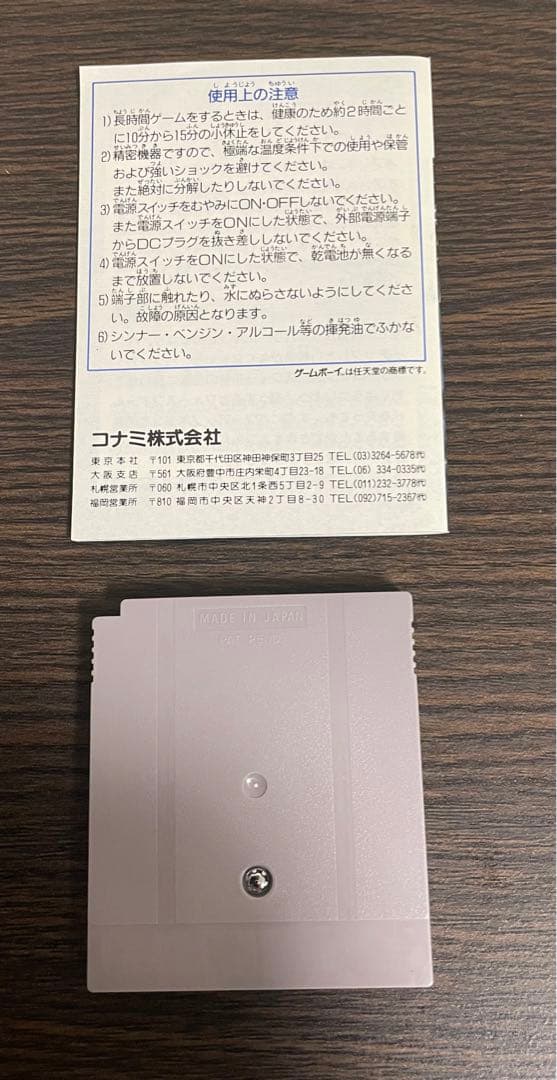 使用上の注意
1)長時間ゲームをするときは、健康のため約2時間ごと
に10分から15分の小休止をしてください。
2)精密機器ですので、極端な温度条件下での使用や保管
および強いショックを避けてください。
また絶対に分解したりしないでください。
3)電源スイッチをむやみにON・OFFしないでください。
また電源スイッチをONにした状態で、外部電源端子
からDCプラグを抜き差ししないでください。
4)電源スイッチをONにした状態で、乾電池が無くなる
まで放置しないでください。
5)端子部に触れたり、水にぬらさないようにしてくださ
い。故障の原因となります。
6)シンナー・ベンジン・アルコール等の揮発油でふかな
いでください。
ゲームボーイ™は任天堂の商標です。
コナミ株式会社
東京本社 〒101 東京都千代田区神田神保町3丁目25 TEL(03)3264-5678㈹
大阪支店 〒561 大阪府豊中市庄内栄町4丁目23-18 TEL(06) 334-0335㈹
札幌営業所 〒060 札幌市中央区北1条西5丁目2-9 TEL(011)232-3778㈹
福岡営業所 〒810 福岡市中央区天神2丁目8-30 TEL(092)715-2367㈹
MADE IN JAPAN
PAT. PEND.